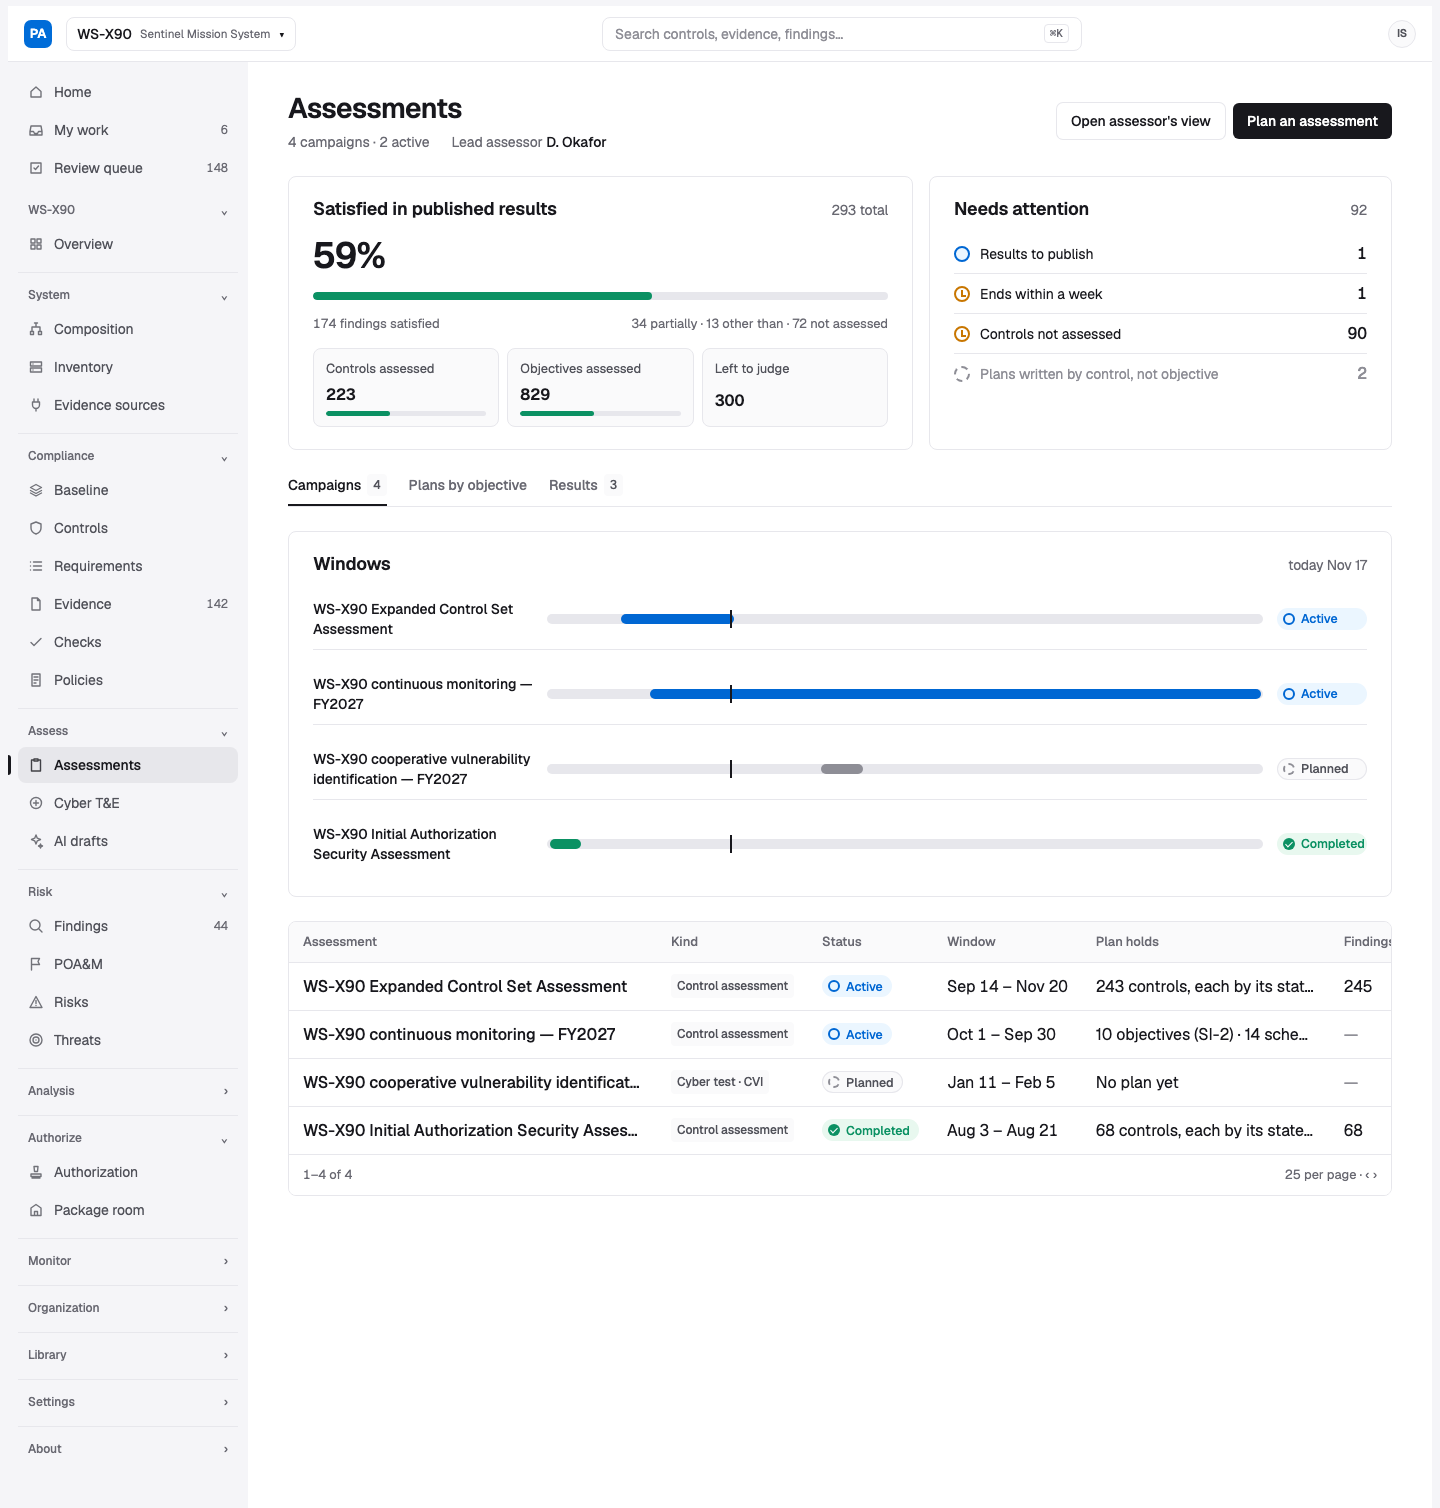 PA
WS-X90 Sentinel Mission System
Search controls, evidence, findings...
⌘K
IS
Home
My work 6
Review queue 148
WS-X90
Overview
System
Composition
Inventory
Evidence sources
Compliance
Baseline
Controls
Requirements
Evidence 142
Checks
Policies
Assess
Assessments
Cyber T&E
AI drafts
Risk
Findings 44
POA&M
Risks
Threats
Analysis
Authorize
Authorization
Package room
Monitor
Organization
Library
Settings
About
Assessments
4 campaigns · 2 active Lead assessor D. Okafor
Open assessor's view
Plan an assessment
Satisfied in published results 293 total
59%
174 findings satisfied 34 partially · 13 other than · 72 not assessed
Controls assessed
223
Objectives assessed
829
Left to judge
300
Needs attention 92
Results to publish 1
Ends within a week 1
Controls not assessed 90
Plans written by control, not objective 2
Campaigns 4 Plans by objective Results 3
Windows today Nov 17
WS-X90 Expanded Control Set
Assessment
Active
WS-X90 continuous monitoring —
FY2027
Active
WS-X90 cooperative vulnerability
identification — FY2027
Planned
WS-X90 Initial Authorization
Security Assessment
Completed
Assessment Kind Status Window Plan holds Findings
WS-X90 Expanded Control Set Assessment Control assessment Active Sep 14 – Nov 20 243 controls, each by its stat... 245
WS-X90 continuous monitoring — FY2027 Control assessment Active Oct 1 – Sep 30 10 objectives (SI-2) · 14 sche... —
WS-X90 cooperative vulnerability identificat... Cyber test · CVI Planned Jan 11 – Feb 5 No plan yet —
WS-X90 Initial Authorization Security Asses... Control assessment Completed Aug 3 – Aug 21 68 controls, each by its state... 68
1–4 of 4 25 per page · ‹ ›